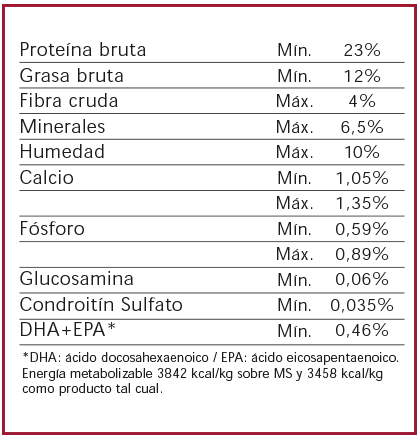 Proteína bruta Mín. 23%
Grasa bruta Mín. 12%
Fibra cruda Máx. 4%
Minerales Máx. 6,5%
Humedad Máx. 10%
Calcio Mín. 1,05%
Máx. 1,35%
Fósforo Mín. 0,59%
Máx. 0,89%
Glucosamina Mín. 0,06%
Condroitín Sulfato Mín. 0,035%
DHA+EPA* Mín. 0,46%
*DHA: ácido docosahexaenoico / EPA: ácido eicosapentaenoico.
Energía metabolizable 3842 kcal/kg sobre MS y 3458 kcal/kg
como producto tal cual.